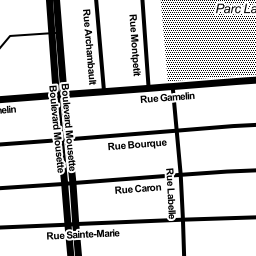 Parc La
Rue Archambault
Rue Montpetit
Rue Gamelin
melin
Boulevard Mousette
Boulevard Mousette
Rue Bourque
Rue Caron
Rue Labelle
Rue Sainte-Marie